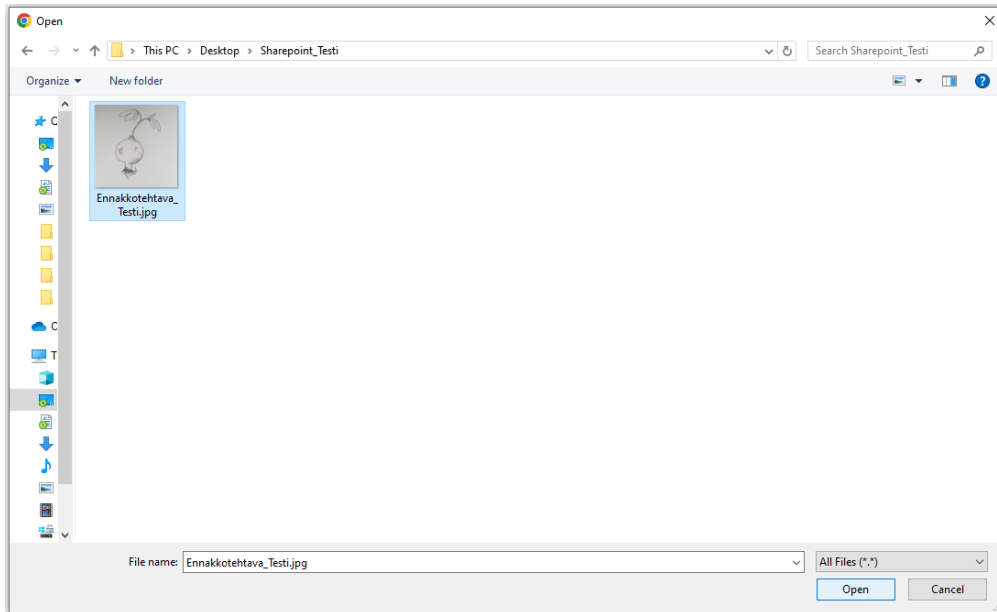 Open
This PC > Desktop > Sharepoint_Testi
Search Sharepoint_Testi
Organize
New folder
?
C
C
T
Ennakkotehtava_
Testi.jpg
File name: Ennakkotehtava_Testi.jpg
All Files (*.*)
Open
Cancel